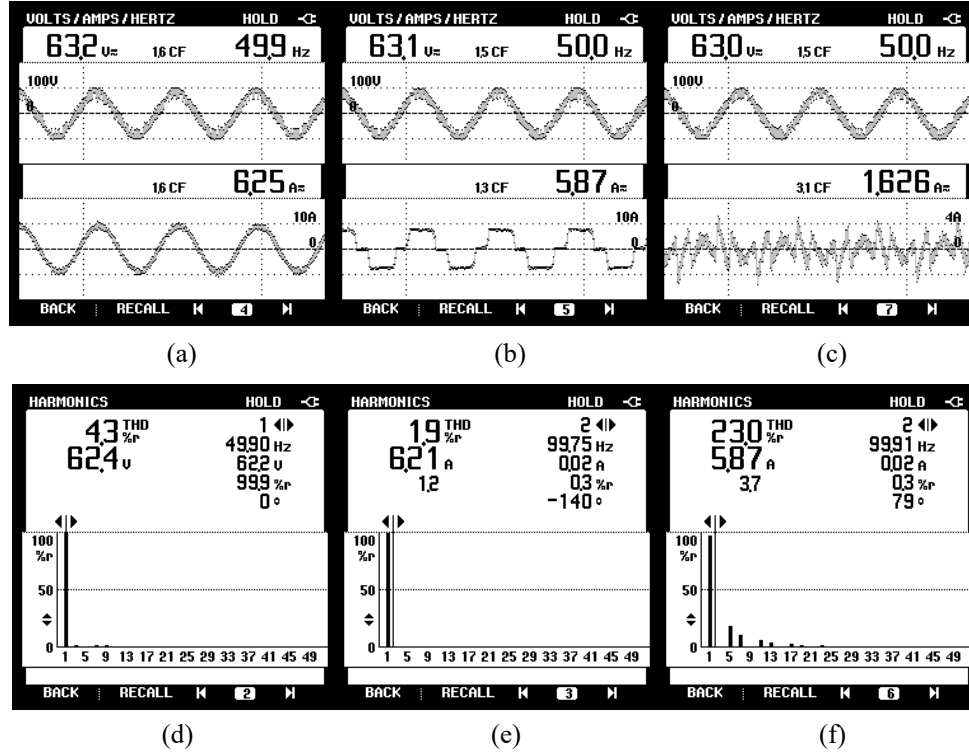 VOLTS/AMPS/HERTZ HOLD
63.2 V≂ 1.6 CF 49.9 Hz
100V
0
1.6 CF 6.25 A≂
10A
0
BACK RECALL 4
VOLTS/AMPS/HERTZ HOLD
63.1 V≂ 1.5 CF 50.0 Hz
100V
0
1.3 CF 5.87 A≂
10A
0
BACK RECALL 5
VOLTS/AMPS/HERTZ HOLD
63.0 V≂ 1.5 CF 50.0 Hz
100V
0
3.1 CF 1.626 A≂
4A
0
BACK RECALL 7
(a) (b) (c)
HARMONICS HOLD
4.3 THD %r 1
49.90 Hz
62.4 V 62.2 V
99.9 %r
0 °
100
%r
50
0
1 5 9 13 17 21 25 29 33 37 41 45 49
BACK RECALL 2
HARMONICS HOLD
1.9 THD %r 2
99.75 Hz
6.21 A 0.02 A
1.2 0.3 %r
-140 °
100
%r
50
0
1 5 9 13 17 21 25 29 33 37 41 45 49
BACK RECALL 3
HARMONICS HOLD
23.0 THD %r 2
99.91 Hz
5.87 A 0.02 A
3.7 0.3 %r
79 °
100
%r
50
0
1 5 9 13 17 21 25 29 33 37 41 45 49
BACK RECALL 6
(d) (e) (f)